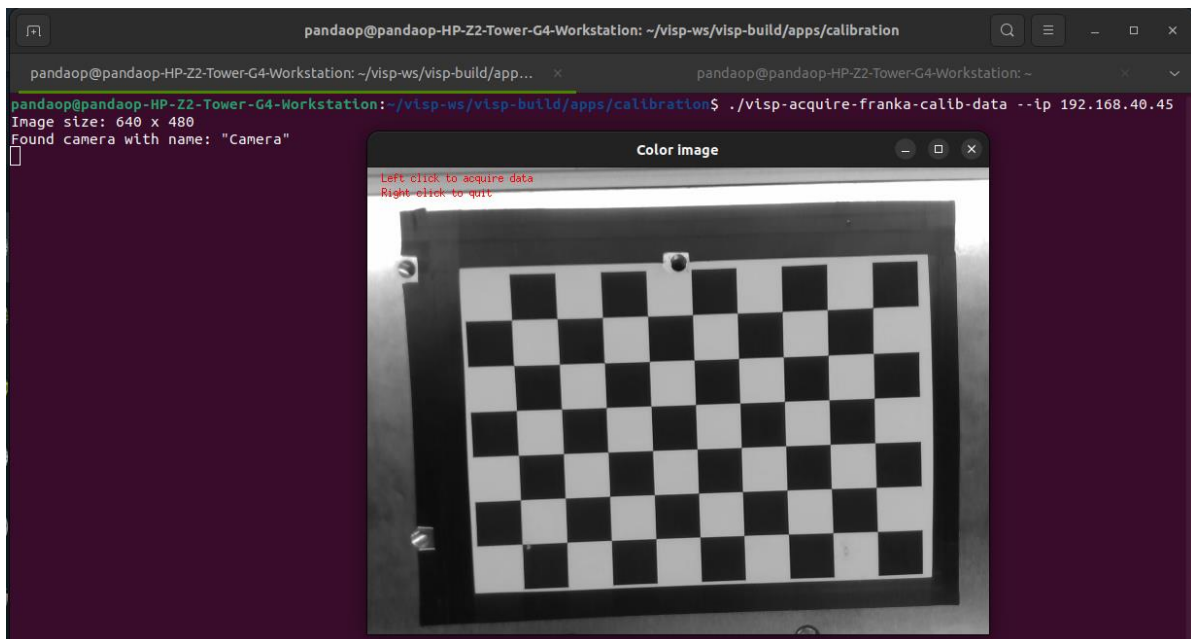 pandaop@pandaop-HP-Z2-Tower-G4-Workstation: ~/visp-ws/visp-build/apps/calibration
pandaop@pandaop-HP-Z2-Tower-G4-Workstation: ~/visp-ws/visp-build/app...
pandaop@pandaop-HP-Z2-Tower-G4-Workstation: ~
pandaop@pandaop-HP-Z2-Tower-G4-Workstation:~/visp-ws/visp-build/apps/calibration$ ./visp-acquire-franka-calib-data --ip 192.168.40.45
Image size: 640 x 480
Found camera with name: "Camera"
Color image
Left click to acquire data
Right click to quit